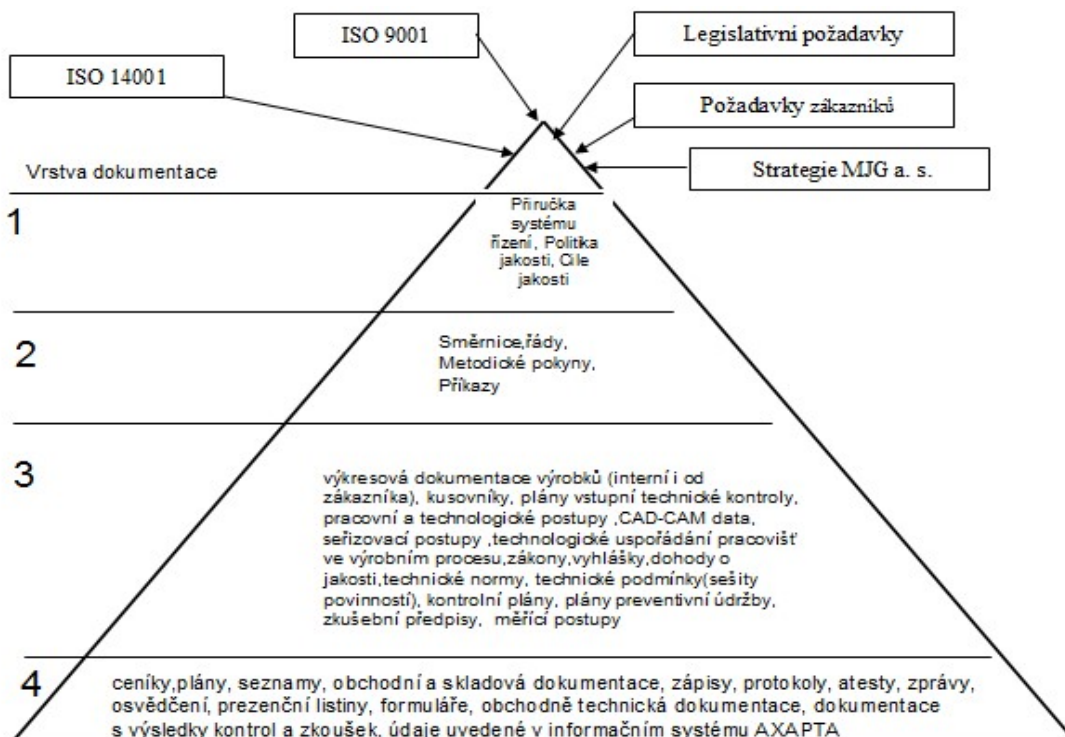 ISO 9001
Legislativní požadavky
ISO 14001
Požadavky zákazníků
Strategie MJG a. s.
Vrstva dokumentace
1
Přiručka
systému
řízení, Politika
jakosti, Cíle
jakosti
2
Směrnice,řády,
Metodické pokyny,
Příkazy
3
výkresová dokumentace výrobků (interní i od
zákazníka), kusovníky, plány vstupní technické kontroly,
pracovní a technologické postupy ,CAD-CAM data,
seřizovací postupy ,technologické uspořádání pracovišť
ve výrobním procesu,zákony,vyhlášky,dohody o
jakosti,technické normy, technické podmínky(sešity
povinností), kontrolní plány, plány preventivní údržby,
zkušební předpisy, měřící postupy
4
ceníky,plány, seznamy, obchodní a skladová dokumentace, zápisy, protokoly, atesty, zprávy,
osvědčení, prezenční listiny, formuláře, obchodně technická dokumentace, dokumentace
s výsledky kontrol a zkoušek, údaje uvedené v informačním systému AXAPTA